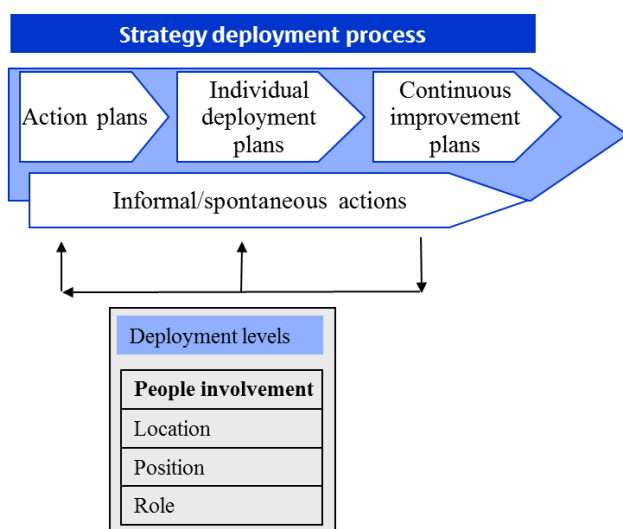 Strategy deployment process
Action plans
Individual
deployment
plans
Continuous
improvement
plans
Informal/spontaneous actions
Deployment levels
People involvement
Location
Position
Role